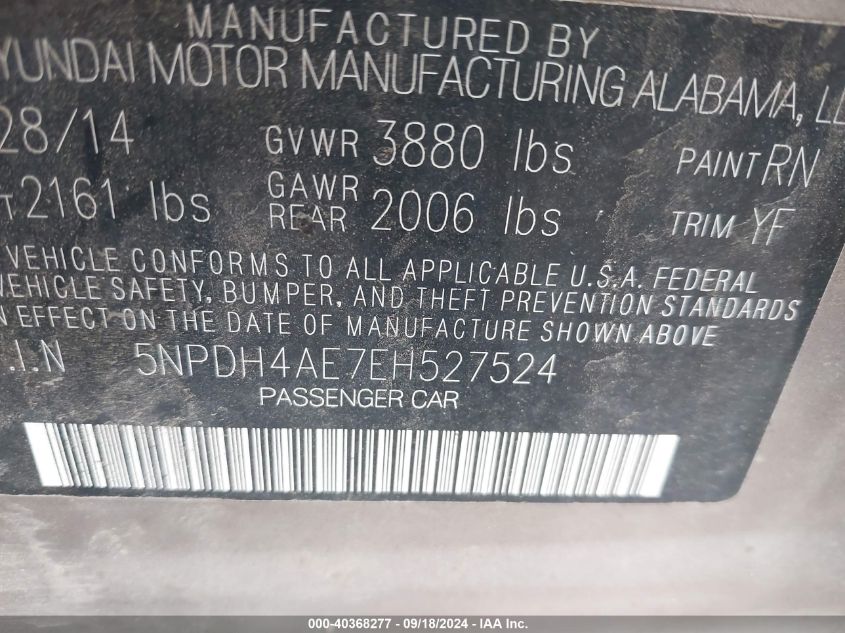 MANUFACTURED BY
YUNDAI MOTOR MANUFACTURING ALABAMA, LL
28/14 GVWR 3880 lbs PAINT RN
T 2161 lbs GAWR REAR 2006 lbs TRIM YF
VEHICLE CONFORMS TO ALL APPLICABLE U.S.A. FEDERAL
VEHICLE SAFETY, BUMPER, AND THEFT PREVENTION STANDARDS
N EFFECT ON THE DATE OF MANUFACTURE SHOWN ABOVE
.I.N 5NPDH4AE7EH527524
PASSENGER CAR
000-40368277 - 09/18/2024 - IAA Inc.